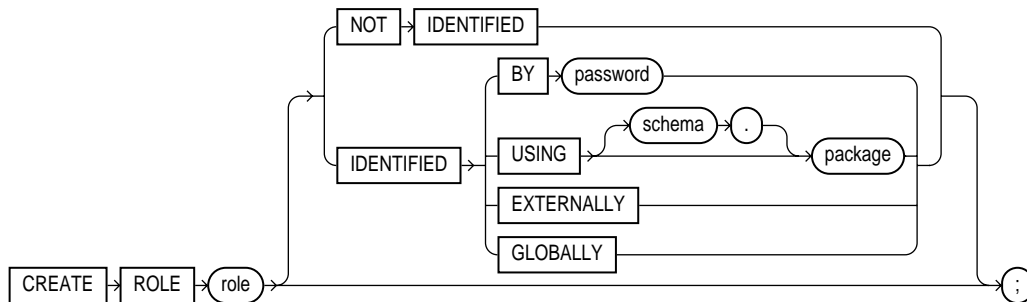 NOT IDENTIFIED
BY password
schema .
IDENTIFIED USING package
EXTERNALLY
GLOBALLY
CREATE ROLE role ;